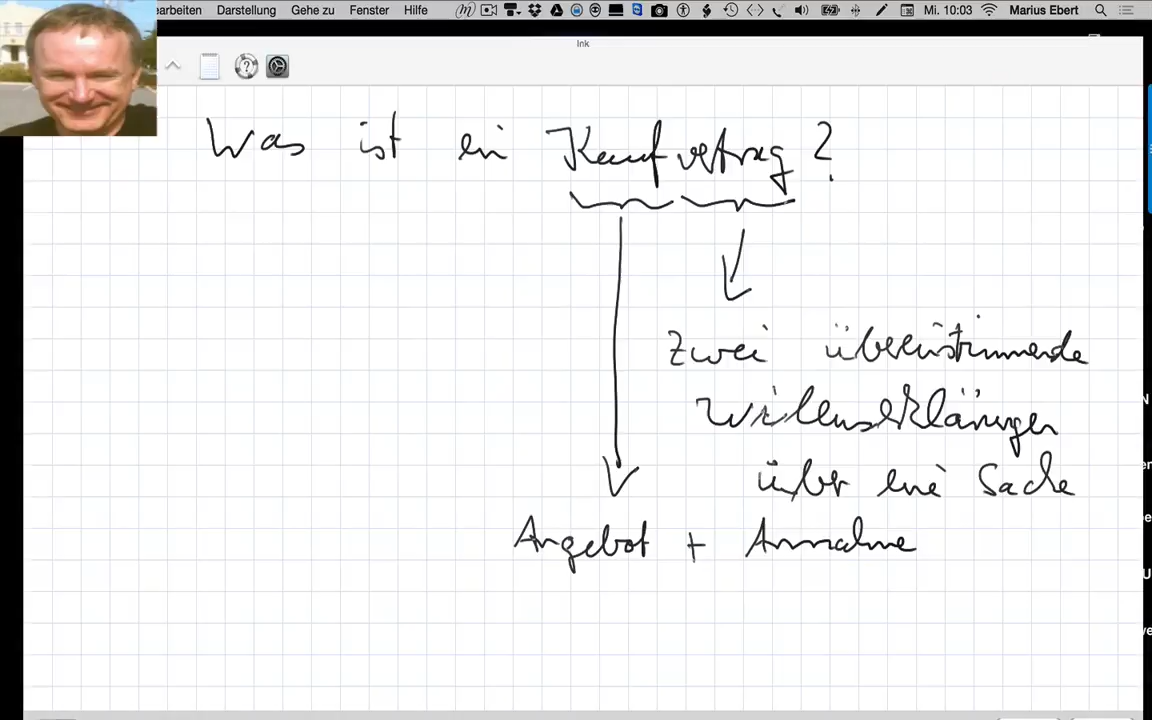 arbeiten Darstellung Gehe zu Fenster Hilfe Mi. 10:03 Marius Ebert
Ink
Was ist ein Kaufvertrag?
Zwei übereinstimmende
Willenserklärungen
über eine Sache
Angebot + Annahme